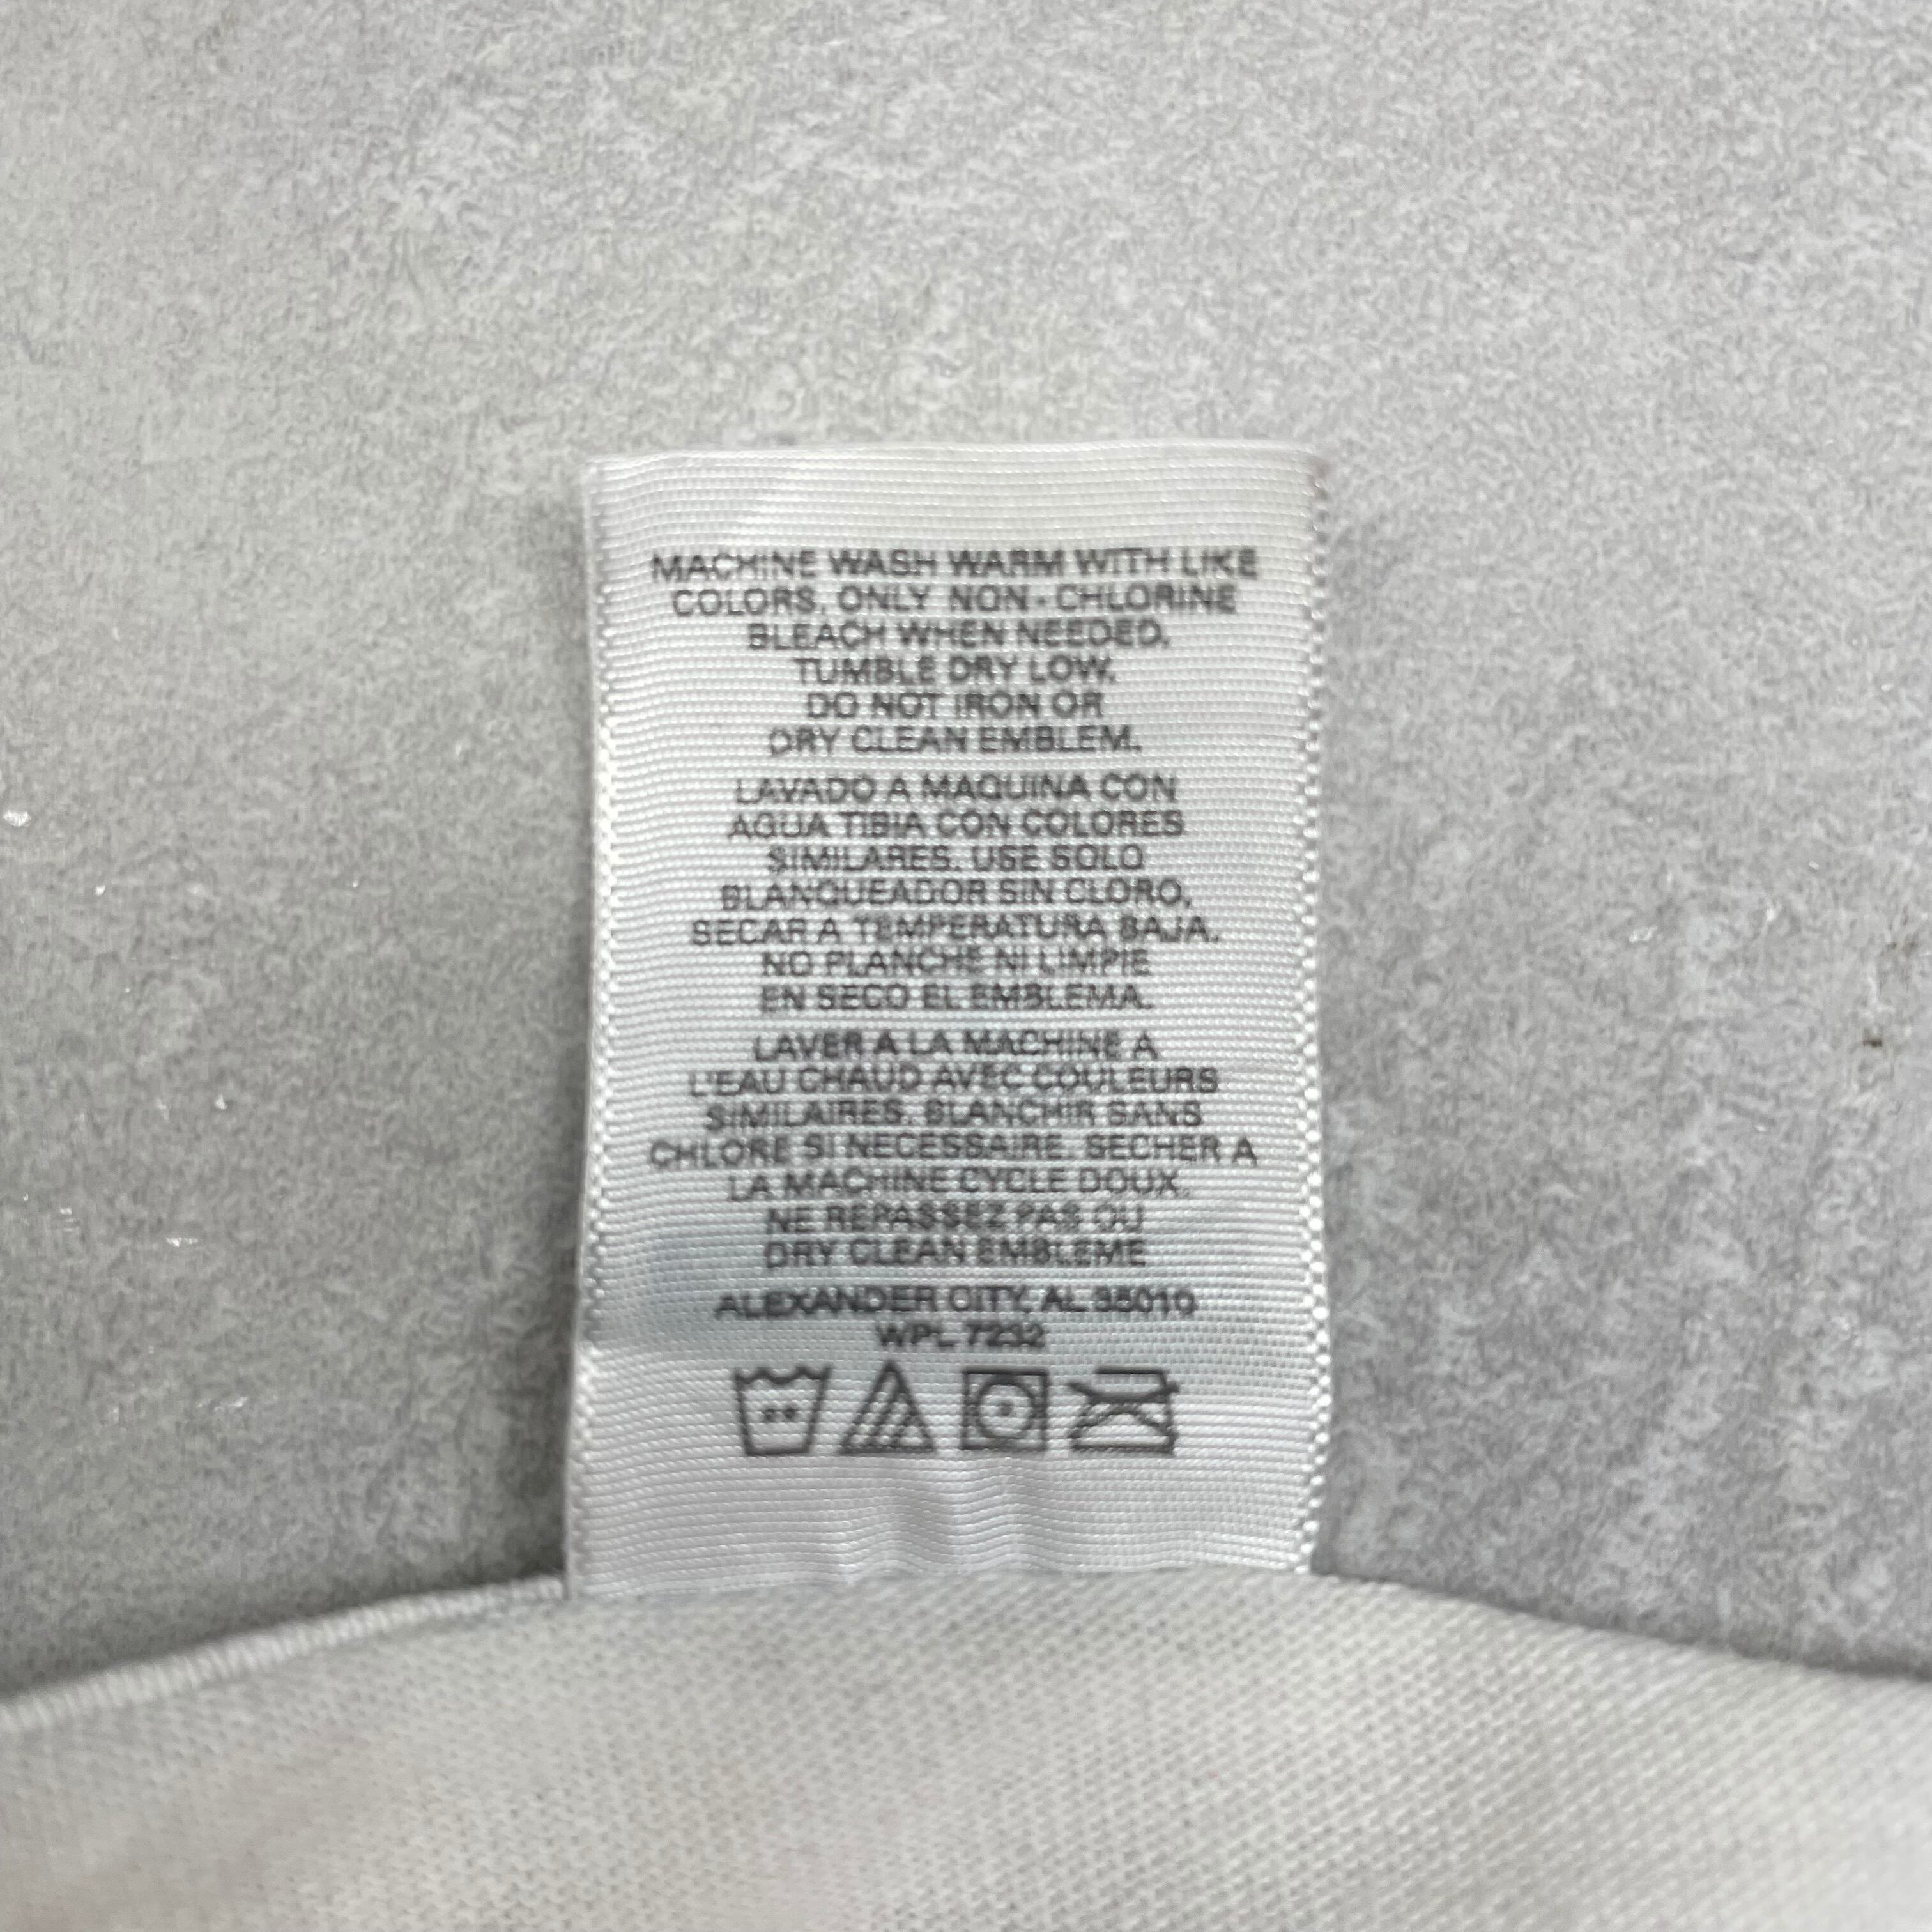 MACHINE WASH WARM WITH LIKE
COLORS, ONLY NON-CHLORINE
BLEACH WHEN NEEDED.
TUMBLE DRY LOW.
DO NOT IRON OR
DRY CLEAN EMBLEM.
LAVADO A MAQUINA CON
AGUA TIBIA CON COLORES
SIMILARES. USE SOLO
BLANQUEADOR SIN CLORO.
SECAR A TEMPERATURA BAJA.
NO PLANCHE NI LIMPIE
EN SECO EL EMBLEMA.
LAVER A LA MACHINE A
L'EAU CHAUD AVEC COULEURS
SIMILAIRES. BLANCHIR SANS
CHLORE SI NECESSAIRE. SECHER A
LA MACHINE CYCLE DOUX.
NE REPASSEZ PAS OU
DRY CLEAN EMBLEME
ALEXANDER CITY, AL 35010
WPL 7232